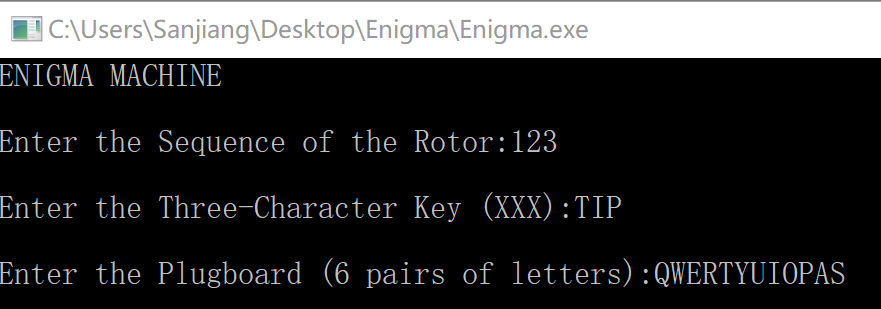 C:\Users\Sanjiang\Desktop\Enigma\Enigma.exe
ENIGMA MACHINE
Enter the Sequence of the Rotor:123
Enter the Three-Character Key (XXX):TIP
Enter the Plugboard (6 pairs of letters):QWERTYUIOPAS